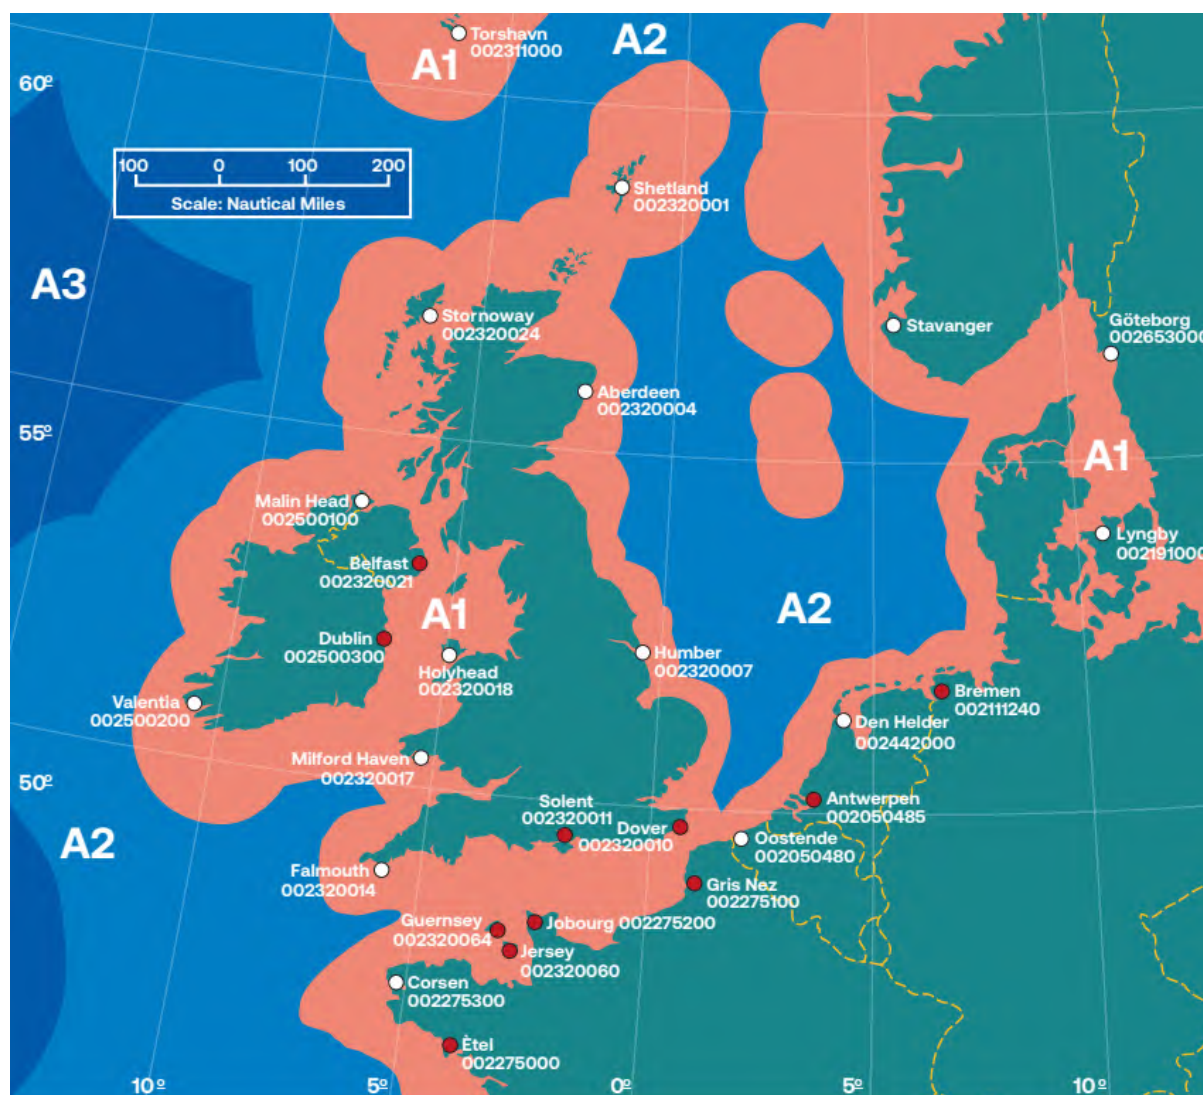 Torshavn
002311000
A1
A2
60º
100 0 100 200
Scale: Nautical Miles
Shetland
002320001
A3
Stornoway
002320024
Stavanger
Göteborg
002653000
Aberdeen
002320004
55º
A1
Malin Head
002500100
Lyngby
002191000
Belfast
002320021
A1
A2
Dublin
002500300
Holyhead
002320018
Humber
002320007
Valentia
002500200
Bremen
002111240
Den Helder
002442000
Milford Haven
002320017
50º
Solent
002320011
Antwerpen
002050485
Dover
002320010
Oostende
002050480
A2
Falmouth
002320014
Gris Nez
002275100
Guernsey
002320064
Jobourg 002275200
Jersey
002320060
Corsen
002275300
Ètel
002275000
10º 5º 0º 5º 10º